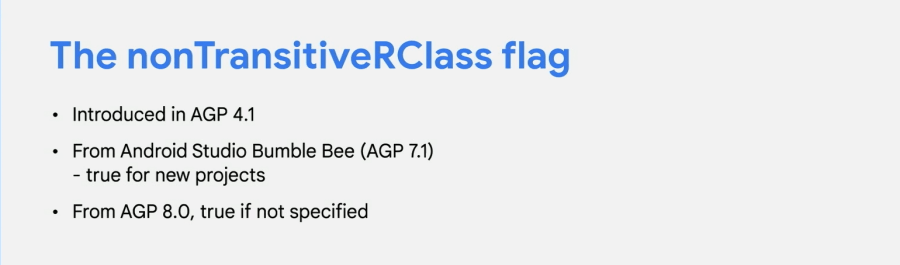 The nonTransitiveRClass flag
• Introduced in AGP 4.1
• From Android Studio Bumble Bee (AGP 7.1)
- true for new projects
• From AGP 8.0, true if not specified